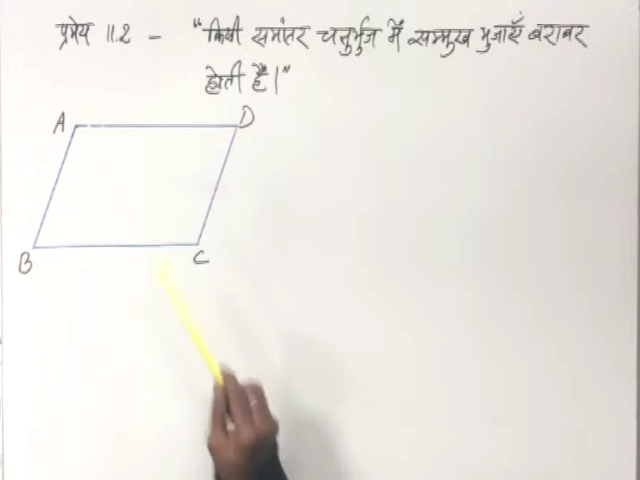 प्रमेय 11.2 - "किसी समांतर चतुर्भुज में सम्मुख भुजाएँ बराबर
होती हैं।"
A
D
B
C